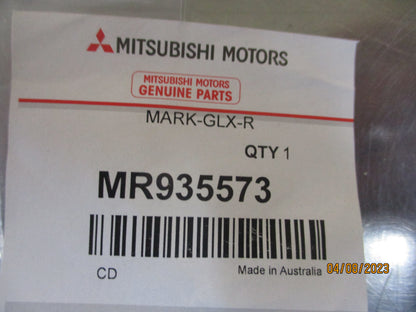 MITSUBISHI MOTORS
MITSUBISHI MOTORS
GENUINE PARTS
MARK-GLX-R
QTY 1
MR935573
CD Made in Australia
04/08/2023